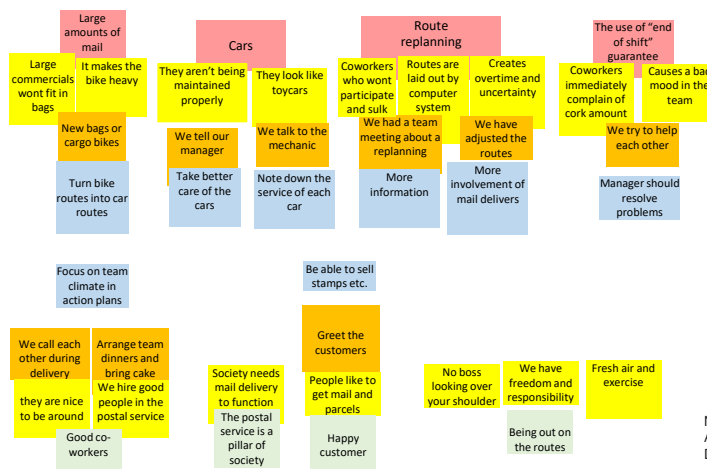 Large
amounts of
mail
Large
commercials
wont fit in
bags
It makes the
bike heavy
New bags or
cargo bikes
Turn bike
routes into car
routes
Cars
They aren't being
maintained
properly
They look like
toycars
We tell our
manager
We talk to the
mechanic
Take better
care of the
cars
Note down the
service of each
car
Route
replanning
Coworkers
who wont
participate
and sulk
Routes are
laid out by
computer
system
Creates
overtime and
uncertainty
We had a team
meeting about a
replanning
We have
adjusted the
routes
More
information
More
involvement of
mail delivers
The use of "end
of shift"
guarantee
Coworkers
immediately
complain of
cork amount
Causes a bad
mood in the
team
We try to help
each other
Manager should
resolve
problems
Focus on team
climate in
action plans
We call each
other during
delivery
Arrange team
dinners and
bring cake
they are nice
to be around
We hire good
people in the
postal service
Good co-
workers
Society needs
mail delivery
to function
The postal
service is a
pillar of
society
Be able to sell
stamps etc.
Greet the
customers
People like to
get mail and
parcels
Happy
customer
No boss
looking over
your shoulder
We have
freedom and
responsibility
Fresh air and
exercise
Being out on
the routes